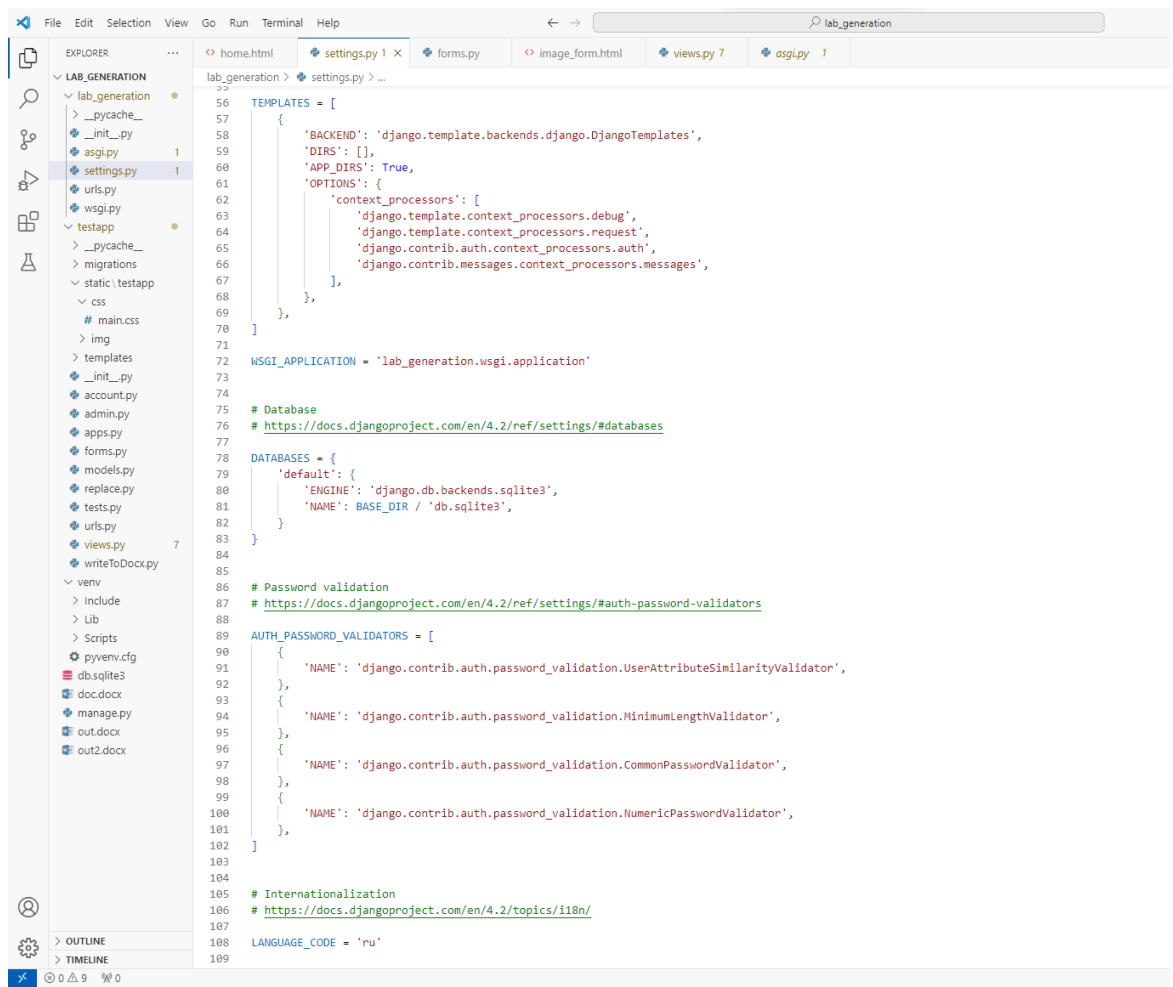 File Edit Selection View Go Run Terminal Help
lab_generation
EXPLORER
LAB_GENERATION
lab_generation
__pycache__
__init__.py
asgi.py 1
settings.py 1
urls.py
wsgi.py
testapp
__pycache__
migrations
static\testapp
css
# main.css
img
templates
__init__.py
account.py
admin.py
apps.py
forms.py
models.py
replace.py
tests.py
urls.py
views.py 7
writeToDocx.py
venv
Include
Lib
Scripts
pyvenv.cfg
db.sqlite3
doc.docx
manage.py
out.docx
out2.docx
OUTLINE
TIMELINE
home.html settings.py 1 forms.py image_form.html views.py 7 asgi.py 1
lab_generation > settings.py > ...
55
56 TEMPLATES = [
57 {
58 'BACKEND': 'django.template.backends.django.DjangoTemplates',
59 'DIRS': [],
60 'APP_DIRS': True,
61 'OPTIONS': {
62 'context_processors': [
63 'django.template.context_processors.debug',
64 'django.template.context_processors.request',
65 'django.contrib.auth.context_processors.auth',
66 'django.contrib.messages.context_processors.messages',
67 ],
68 },
69 },
70 ]
71
72 WSGI_APPLICATION = 'lab_generation.wsgi.application'
73
74
75 # Database
76 # https://docs.djangoproject.com/en/4.2/ref/settings/#databases
77
78 DATABASES = {
79 'default': {
80 'ENGINE': 'django.db.backends.sqlite3',
81 'NAME': BASE_DIR / 'db.sqlite3',
82 }
83 }
84
85
86 # Password validation
87 # https://docs.djangoproject.com/en/4.2/ref/settings/#auth-password-validators
88
89 AUTH_PASSWORD_VALIDATORS = [
90 {
91 'NAME': 'django.contrib.auth.password_validation.UserAttributeSimilarityValidator',
92 },
93 {
94 'NAME': 'django.contrib.auth.password_validation.MinimumLengthValidator',
95 },
96 {
97 'NAME': 'django.contrib.auth.password_validation.CommonPasswordValidator',
98 },
99 {
100 'NAME': 'django.contrib.auth.password_validation.NumericPasswordValidator',
101 },
102 ]
103
104
105 # Internationalization
106 # https://docs.djangoproject.com/en/4.2/topics/i18n/
107
108 LANGUAGE_CODE = 'ru'
109
0 9 0